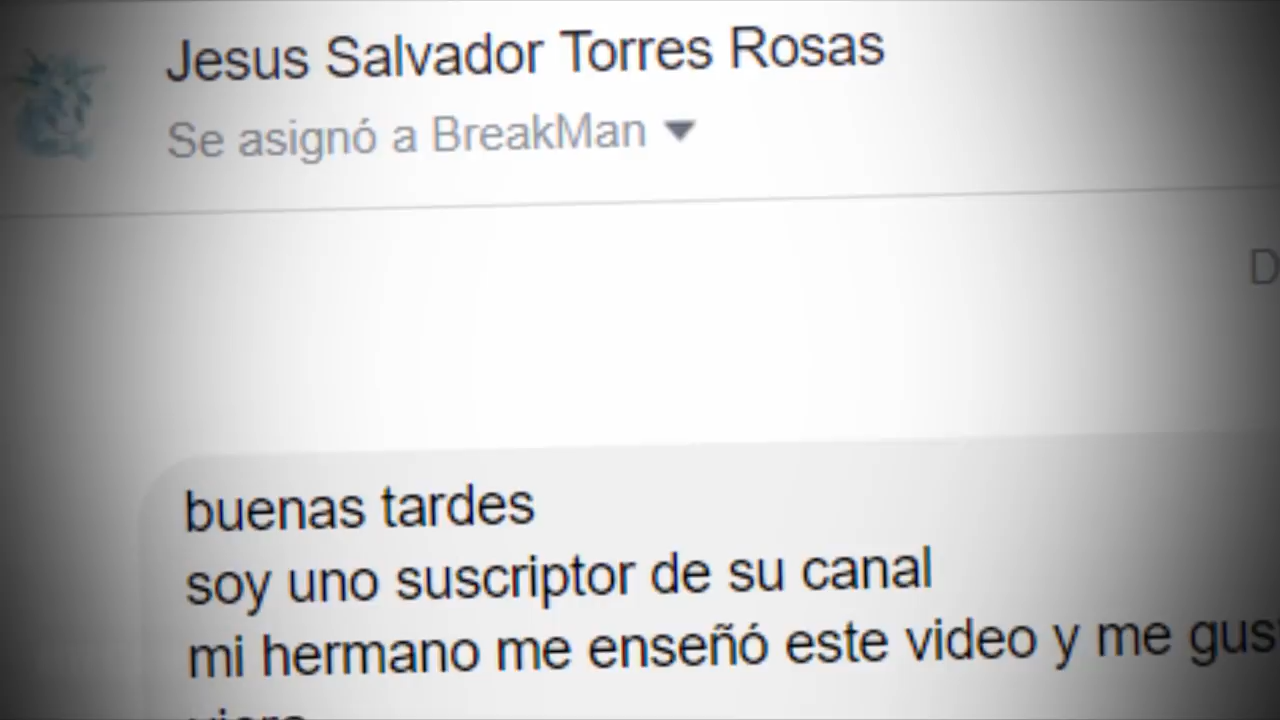 Jesus Salvador Torres Rosas
Se asignó a BreakMan
buenas tardes
soy uno suscriptor de su canal
mi hermano me enseñó este video y me